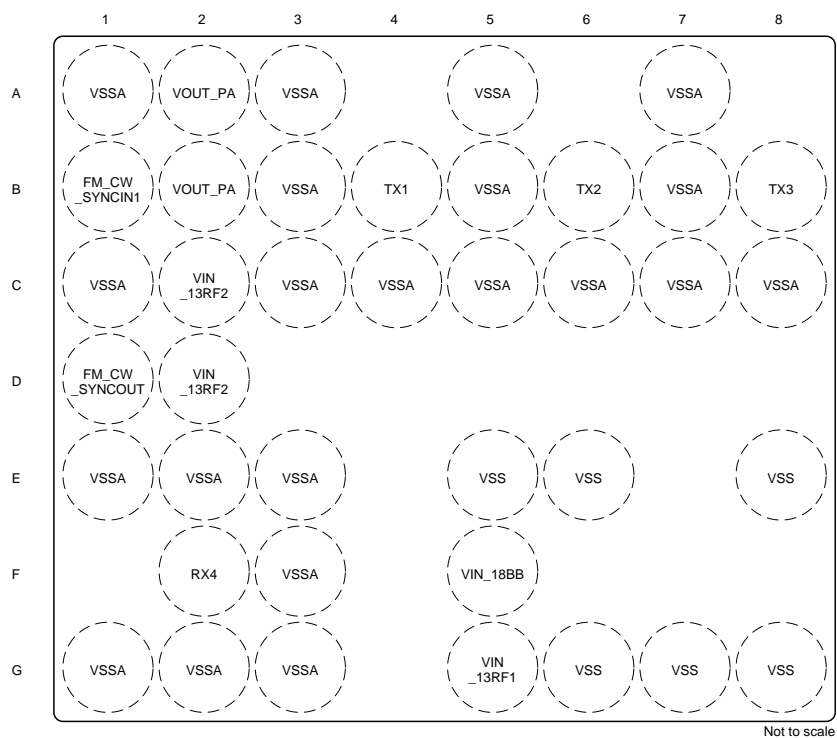 1 2 3 4 5 6 7 8
A VSSA VOUT_PA VSSA VSSA VSSA
B FM_CW
_SYNCIN1 VOUT_PA VSSA TX1 VSSA TX2 VSSA TX3
C VSSA VIN
_13RF2 VSSA VSSA VSSA VSSA VSSA VSSA
D FM_CW
_SYNCOUT VIN
_13RF2
E VSSA VSSA VSSA VSS VSS VSS
F RX4 VSSA VIN_18BB
G VSSA VSSA VSSA VIN
_13RF1 VSS VSS VSS
Not to scale